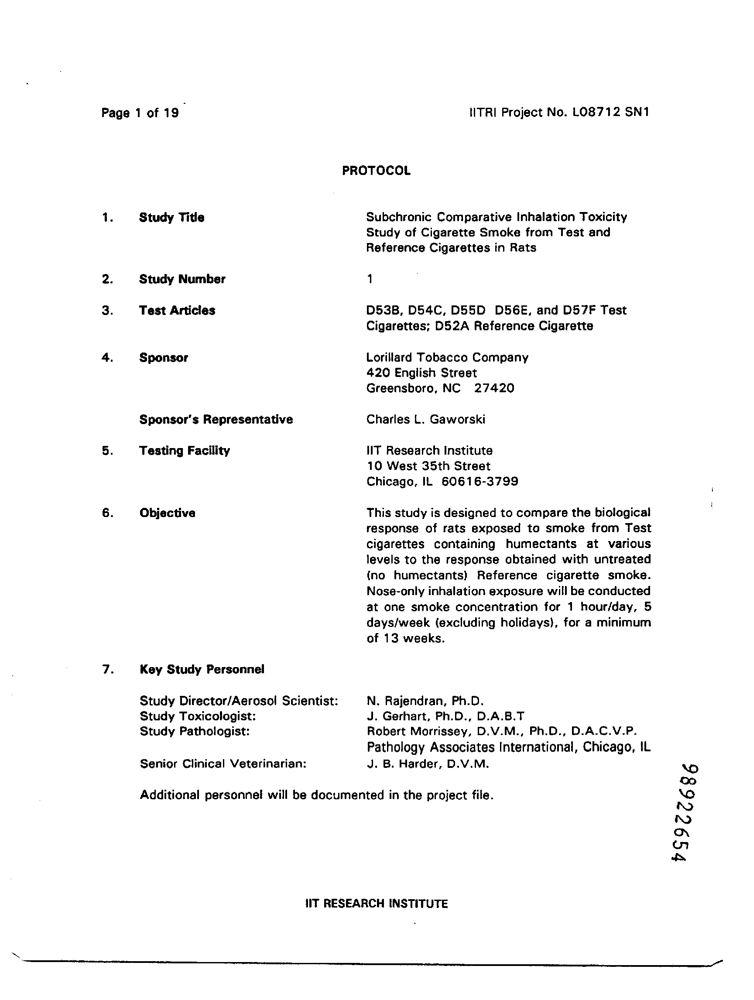 Page 1 of 19
IITRI Project No. L08712 SN1
PROTOCOL
1. Study Title
Subchronic Comparative Inhalation Toxicity
Study of Cigarette Smoke from Test and
Reference Cigarettes in Rats
2. Study Number
1
3. Test Articles
D53B, D54C, D55D D56E, and D57F Test
Cigarettes; D52A Reference Cigarette
4. Sponsor
Lorillard Tobacco Company
420 English Street
Greensboro, NC 27420
Sponsor's Representative
Charles L. Gaworski
5. Testing Facility
IIT Research Institute
10 West 35th Street
Chicago, IL 60616-3799
6. Objective
This study is designed to compare the biological
response of rats exposed to smoke from Test
cigarettes containing humectants at various
levels to the response obtained with untreated
(no humectants) Reference cigarette smoke.
Nose-only inhalation exposure will be conducted
at one smoke concentration for 1 hour/day, 5
days/week (excluding holidays), for a minimum
of 13 weeks.
7. Key Study Personnel
Study Director/Aerosol Scientist: N. Rajendran, Ph.D.
Study Toxicologist: J. Gerhart, Ph.D., D.A.B.T
Study Pathologist: Robert Morrissey, D.V.M., Ph.D., D.A.C.V.P.
Pathology Associates International, Chicago, IL
Senior Clinical Veterinarian: J. B. Harder, D.V.M.
Additional personnel will be documented in the project file.
98922654
IIT RESEARCH INSTITUTE